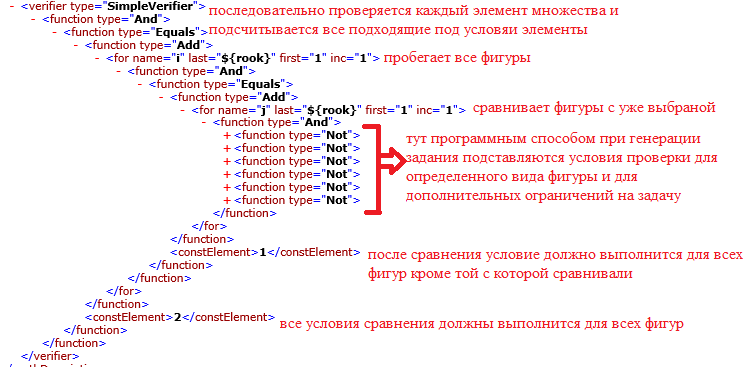 - <verifier type="SimpleVerifier"> последовательно проверяется каждый элемент множества и
- <function type="And"> подсчитывается все подходящие под условяи элементы
- <function type="Equals">
- <function type="Add">
- <for name="i" last="${rook}" first="1" inc="1"> пробегает все фигуры
- <function type="And">
- <function type="Equals">
- <function type="Add">
- <for name="j" last="${rook}" first="1" inc="1"> сравнивает фигуры с уже выбраной
- <function type="And">
+ <function type="Not"> тут программным способом при генерации
+ <function type="Not"> задания подставляются условия проверки для
+ <function type="Not"> определенного вида фигуры и для
+ <function type="Not"> дополнительных ограничений на задачу
+ <function type="Not">
+ <function type="Not">
</function>
</for>
</function>
<constElement>1</constElement> после сравнения условие должно выполнится для всех
</function> фигур кроме той с которой сравнивали
</function>
</for>
</function>
<constElement>2</constElement> все условия сравнения должны выполнится для всех фигур
</function>
</function>
</verifier>